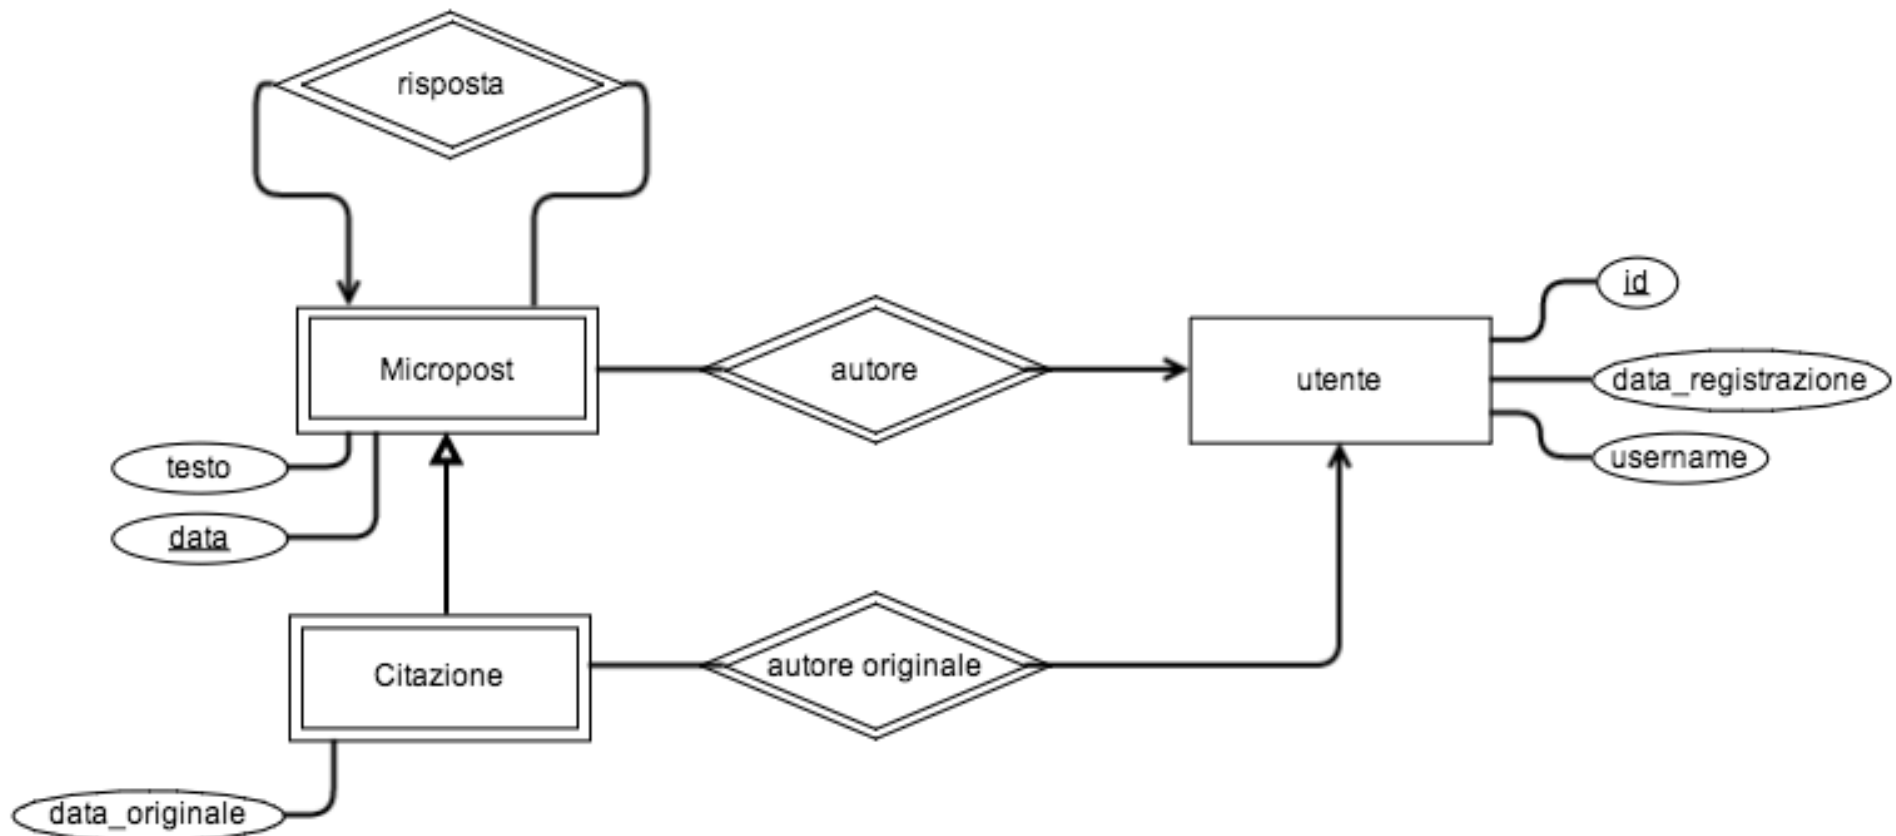 risposta
Micropost
autore
utente
id
data_registrazione
username
testo
data
Citazione
autore originale
data_originale